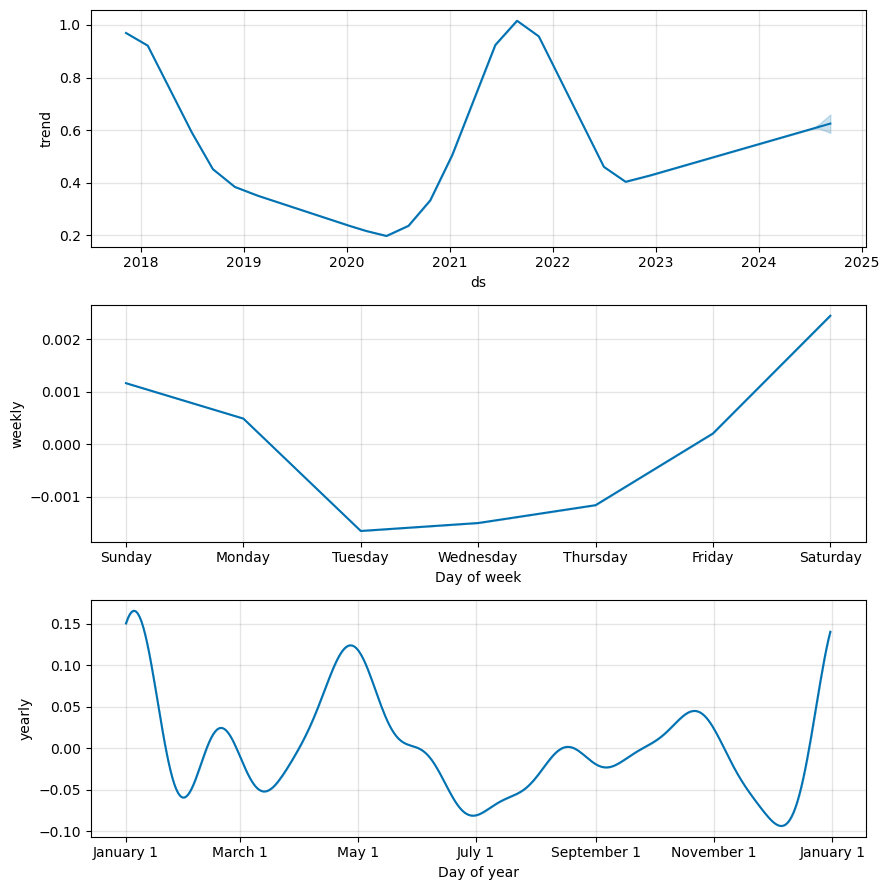 1.0
0.8
0.6
0.4
0.2
trend
2018 2019 2020 2021 2022 2023 2024 2025
ds
0.002
0.001
0.000
−0.001
weekly
Sunday Monday Tuesday Wednesday Thursday Friday Saturday
Day of week
0.15
0.10
0.05
0.00
−0.05
−0.10
yearly
January 1 March 1 May 1 July 1 September 1 November 1 January 1
Day of year